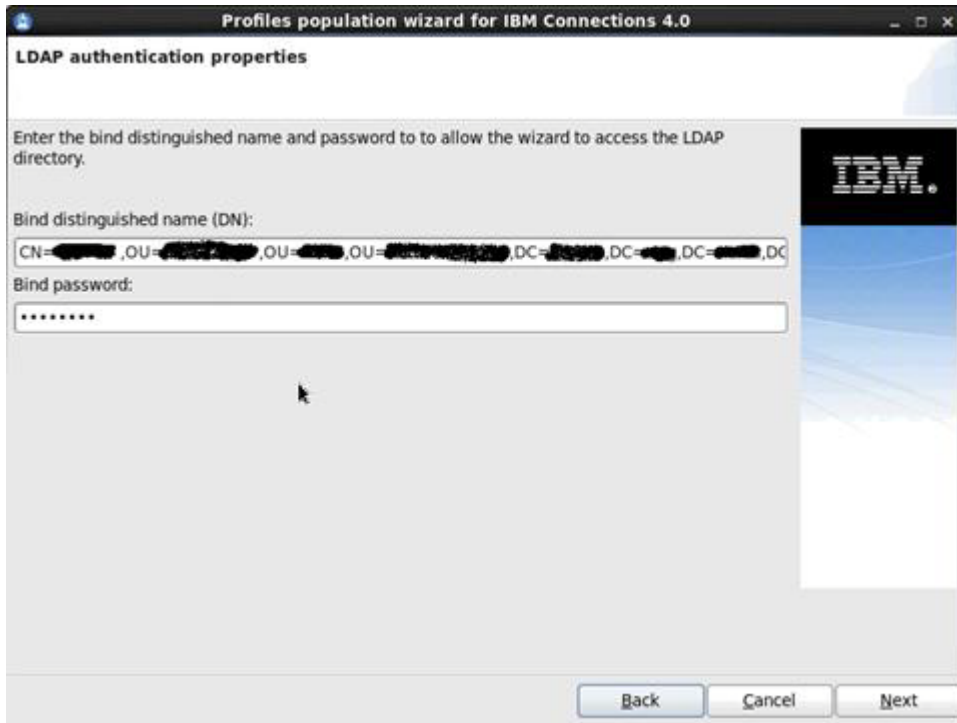 Profiles population wizard for IBM Connections 4.0
LDAP authentication properties
Enter the bind distinguished name and password to to allow the wizard to access the LDAP
directory.
IBM.
Bind distinguished name (DN):
CN= ,OU= ,OU= ,OU= ,DC= ,DC= ,DC= ,DC
Bind password:
••••••••
Back
Cancel
Next